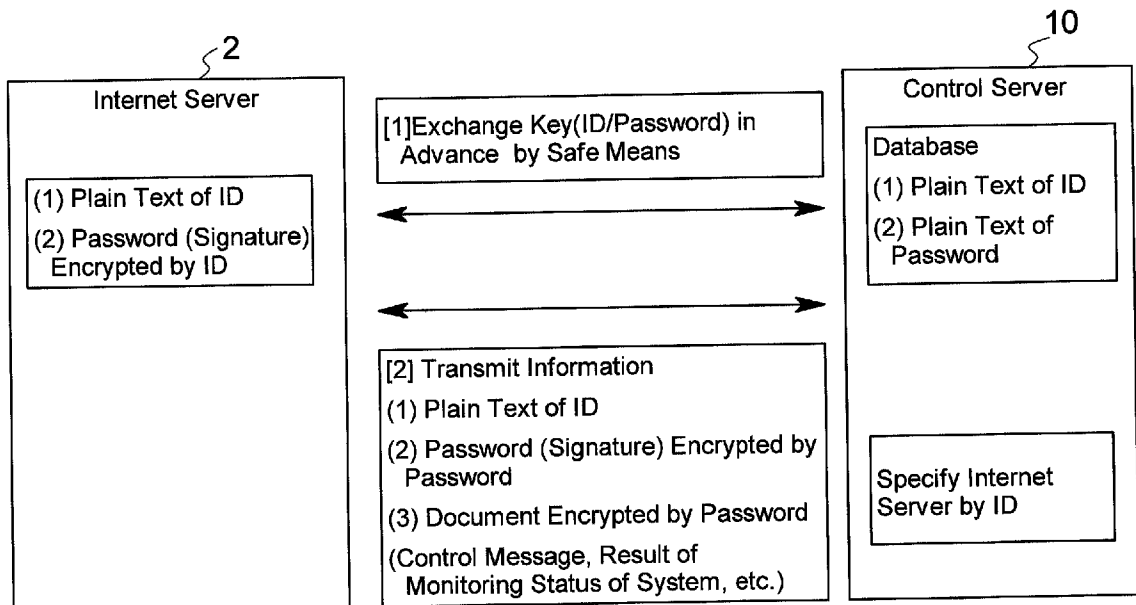 2
10
Internet Server
Control Server
(1) Plain Text of ID
(2) Password (Signature)
Encrypted by ID
[1]Exchange Key(ID/Password) in
Advance by Safe Means
Database
(1) Plain Text of ID
(2) Plain Text of
Password
[2] Transmit Information
(1) Plain Text of ID
(2) Password (Signature) Encrypted by
Password
(3) Document Encrypted by Password
(Control Message, Result of
Monitoring Status of System, etc.)
Specify Internet
Server by ID